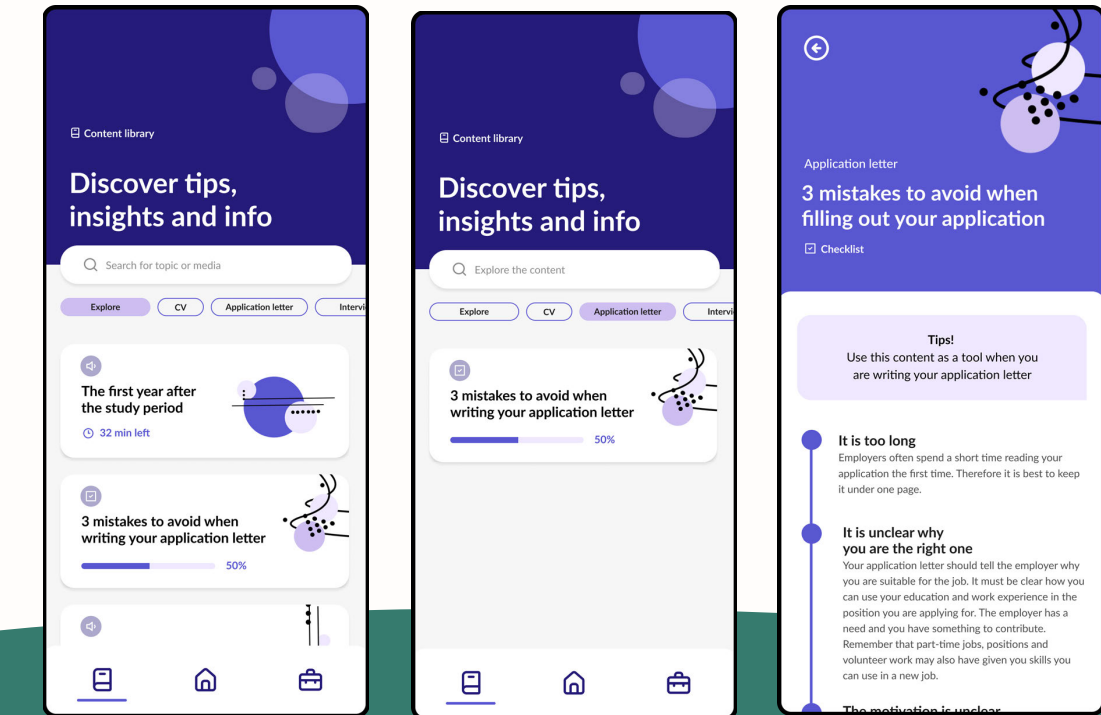 Content library
Discover tips,
insights and info
Search for topic or media
Explore
CV
Application letter
Intervi
The first year after
the study period
32 min left
3 mistakes to avoid when
writing your application letter
50%
Content library
Discover tips,
insights and info
Explore the content
Explore
CV
Application letter
Intervi
3 mistakes to avoid when
writing your application letter
50%
Application letter
3 mistakes to avoid when
filling out your application
Checklist
Tips!
Use this content as a tool when you
are writing your application letter
It is too long
Employers often spend a short time reading your
application the first time. Therefore it is best to keep
it under one page.
It is unclear why
you are the right one
Your application letter should tell the employer why
you are suitable for the job. It must be clear how you
can use your education and work experience in the
position you are applying for. The employer has a
need and you have something to contribute.
Remember that part-time jobs, positions and
volunteer work may also have given you skills you
can use in a new job.
The motivation is unclear